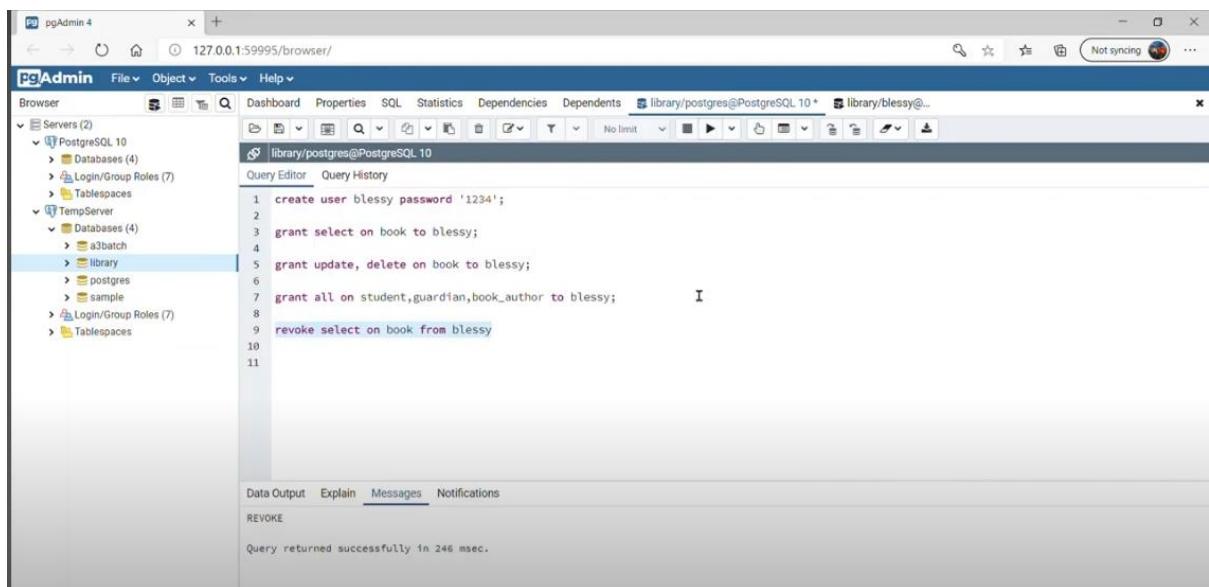 pgAdmin 4
127.0.0.1:59995/browser/
Not syncing
pgAdmin File Object Tools Help
Browser
Dashboard Properties SQL Statistics Dependencies Dependents library/postgres@PostgreSQL 10 * library/blessy@...
Servers (2)
PostgreSQL 10
Databases (4)
Login/Group Roles (7)
Tablespaces
TempServer
Databases (4)
a3batch
library
postgres
sample
Login/Group Roles (7)
Tablespaces
No limit
library/postgres@PostgreSQL 10
Query Editor Query History
1 create user blessy password '1234';
2
3 grant select on book to blessy;
4
5 grant update, delete on book to blessy;
6
7 grant all on student,guardian,book_author to blessy;
8
9 revoke select on book from blessy
10
11
Data Output Explain Messages Notifications
REVOKE
Query returned successfully in 246 msec.